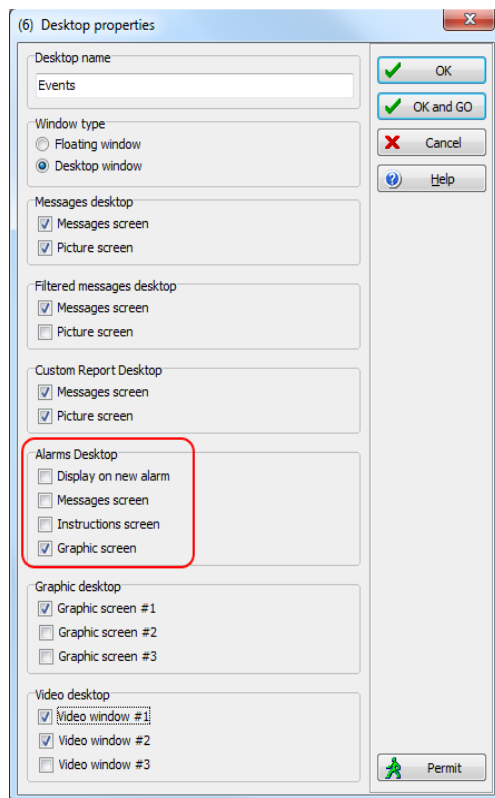 (6) Desktop properties
Desktop name
Events
Window type
Floating window
Desktop window
Messages desktop
Messages screen
Picture screen
Filtered messages desktop
Messages screen
Picture screen
Custom Report Desktop
Messages screen
Picture screen
Alarms Desktop
Display on new alarm
Messages screen
Instructions screen
Graphic screen
Graphic desktop
Graphic screen #1
Graphic screen #2
Graphic screen #3
Video desktop
Video window #1
Video window #2
Video window #3
OK
OK and GO
Cancel
Help
Permit